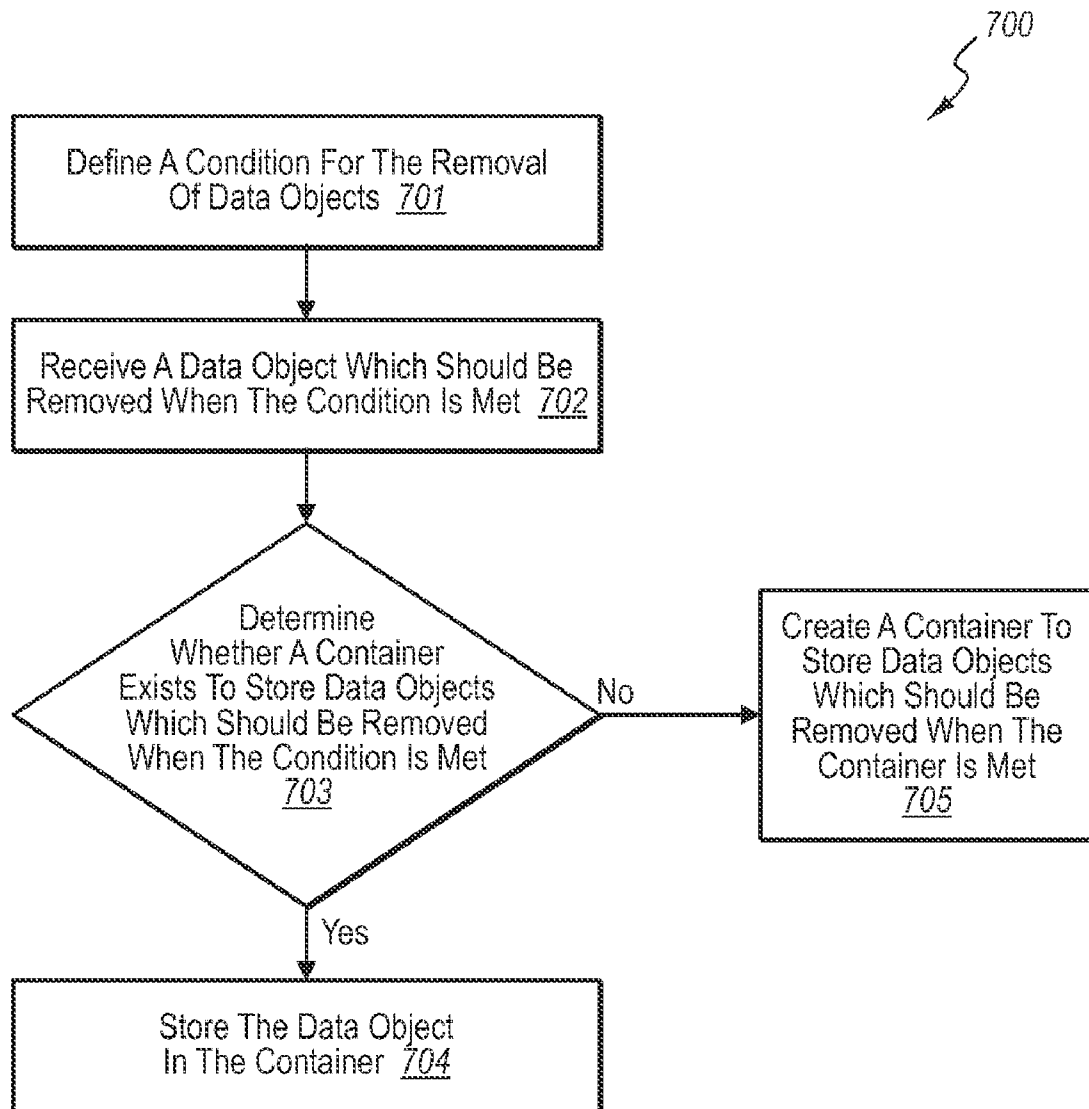 700
Define A Condition For The Removal
Of Data Objects 701
Receive A Data Object Which Should Be
Removed When The Condition Is Met 702
Determine
Whether A Container
Exists To Store Data Objects
Which Should Be Removed
When The Condition Is Met
703
No
Create A Container To
Store Data Objects
Which Should Be
Removed When The
Container Is Met
705
Yes
Store The Data Object
In The Container 704